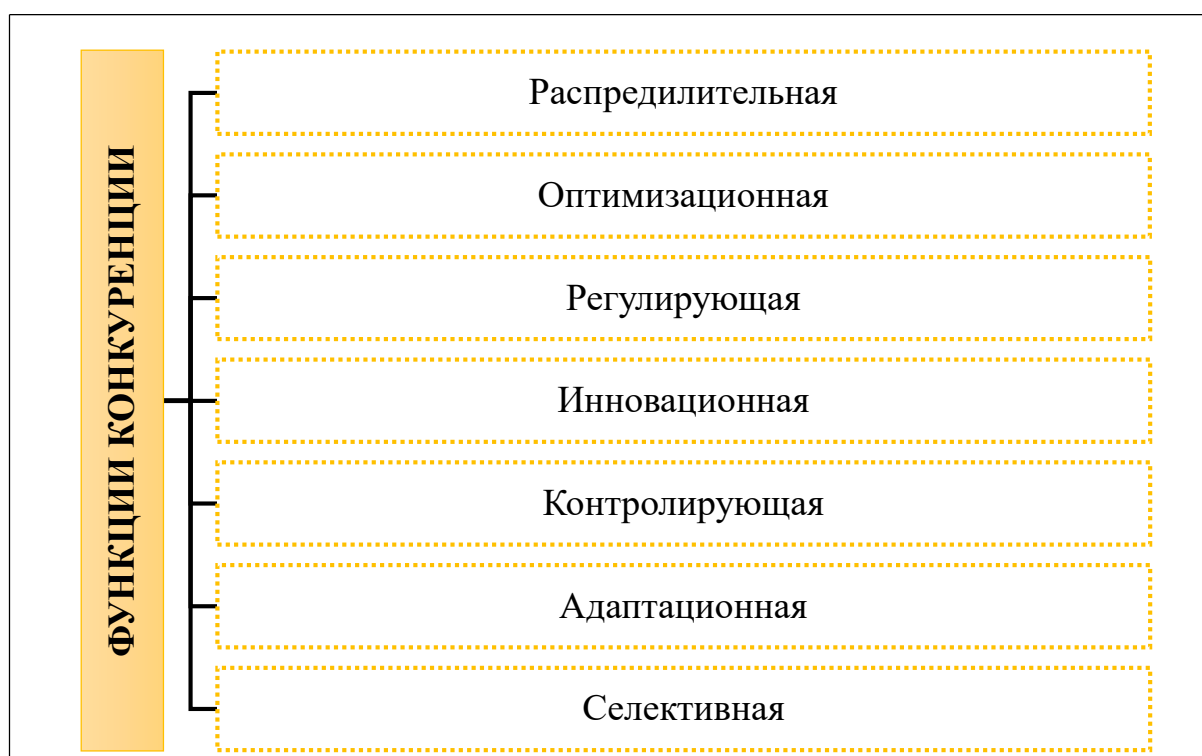 ФУНКЦИИ КОНКУРЕНЦИИ
Распредилительная
Оптимизационная
Регулирующая
Инновационная
Контролирующая
Адаптационная
Селективная